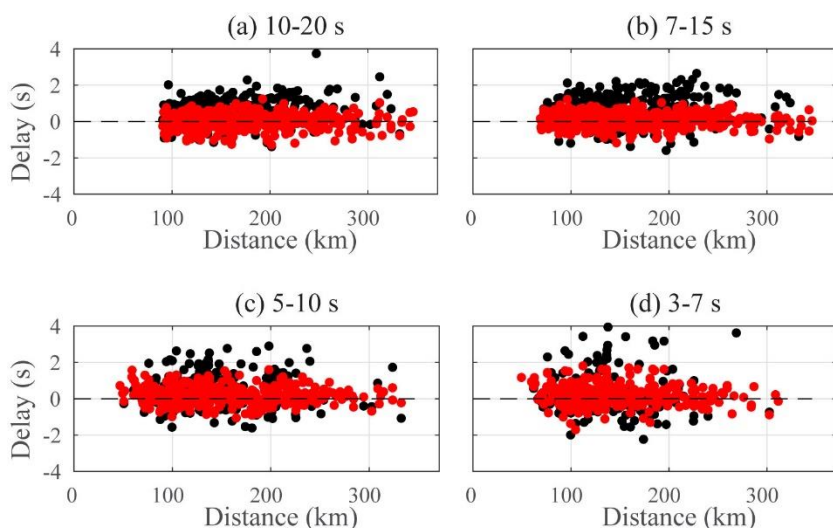 (a) 10-20 s
(b) 7-15 s
4
2
0
-2
-4
Delay (s)
0 100 200 300
0 100 200 300
Distance (km)
Distance (km)
(c) 5-10 s
(d) 3-7 s
4
2
0
-2
-4
Delay (s)
0 100 200 300
0 100 200 300
Distance (km)
Distance (km)